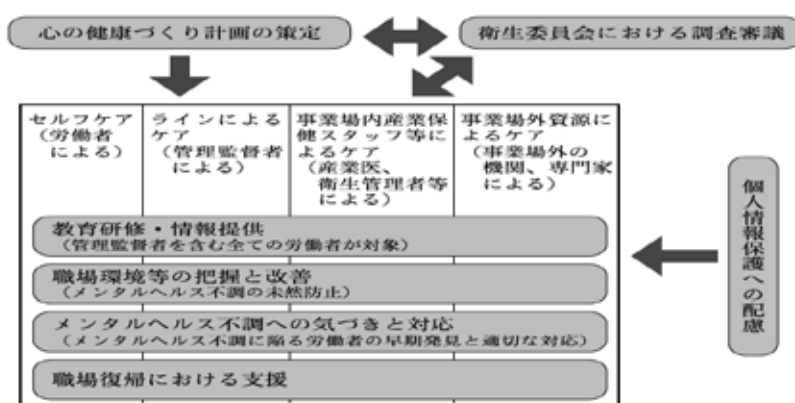 心の健康づくり計画の策定
衛生委員会における調査審議
セルフケア
(労働者
による)
ラインによる
ケア
(管理監督者
による)
事業場内産業保
健スタッフ等に
よるケア
(産業医、
衛生管理者等
による)
事業場外資源に
よるケア
(事業場外の
機関、専門家
による)
教育研修・情報提供
(管理監督者を含む全ての労働者が対象)
職場環境等の把握と改善
(メンタルヘルス不調の未然防止)
メンタルヘルス不調への気づきと対応
(メンタルヘルス不調に陥る労働者の早期発見と適切な対応)
職場復帰における支援
個人情報保護への配慮